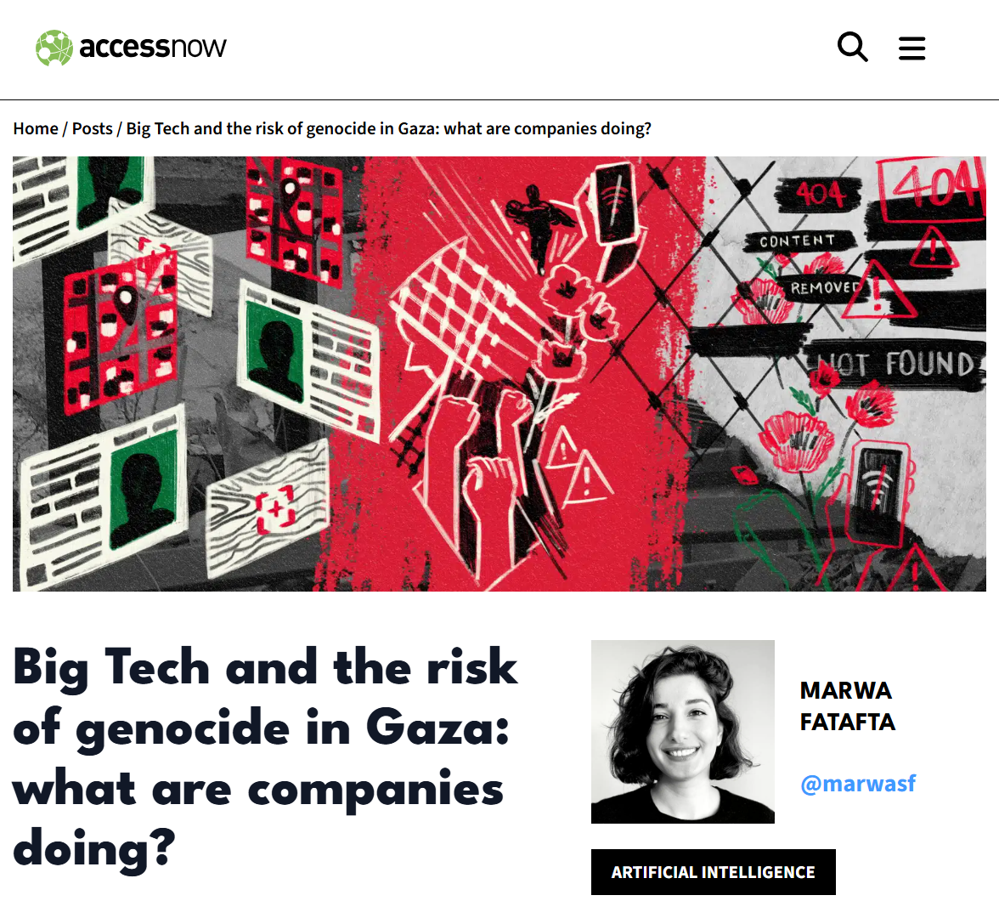 accessnow
Home / Posts / Big Tech and the risk of genocide in Gaza: what are companies doing?
404
404
CONTENT
REMOVED
NOT FOUND
Big Tech and the risk
of genocide in Gaza:
what are companies
doing?
MARWA
FATAFTA
@marwasf
ARTIFICIAL INTELLIGENCE